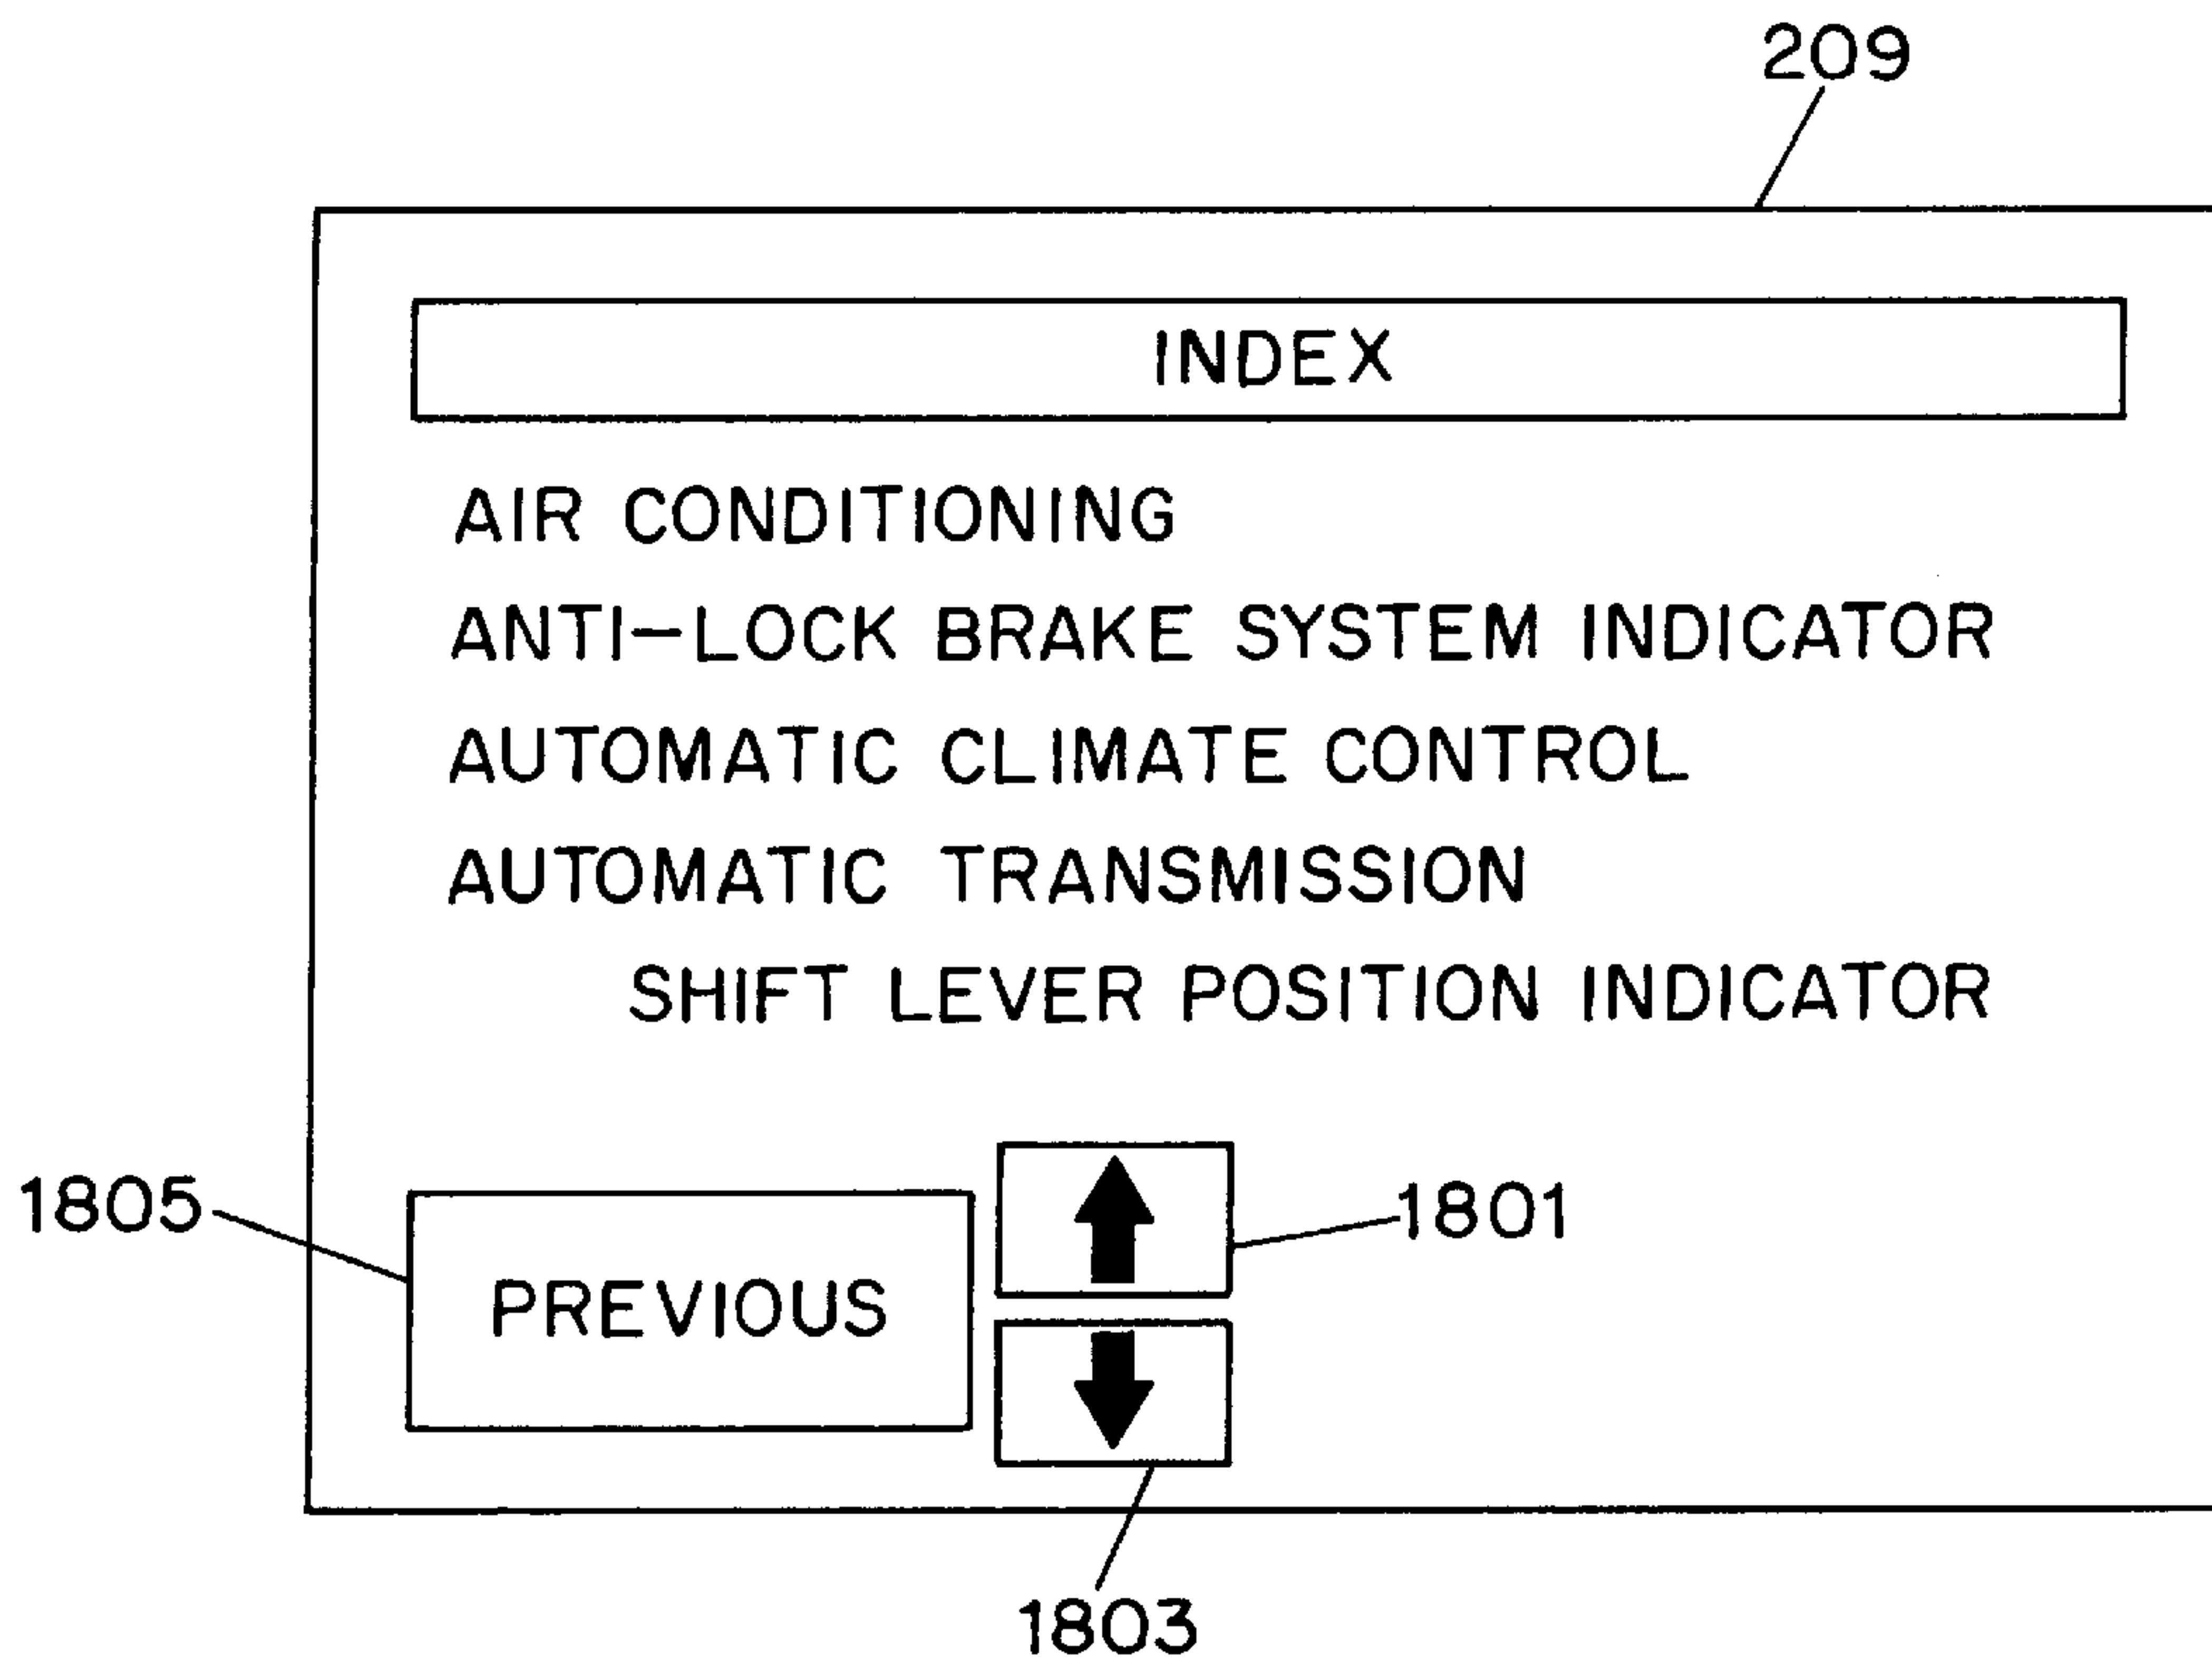 209
INDEX
AIR CONDITIONING
ANTI-LOCK BRAKE SYSTEM INDICATOR
AUTOMATIC CLIMATE CONTROL
AUTOMATIC TRANSMISSION
SHIFT LEVER POSITION INDICATOR
1805
PREVIOUS
1801
1803